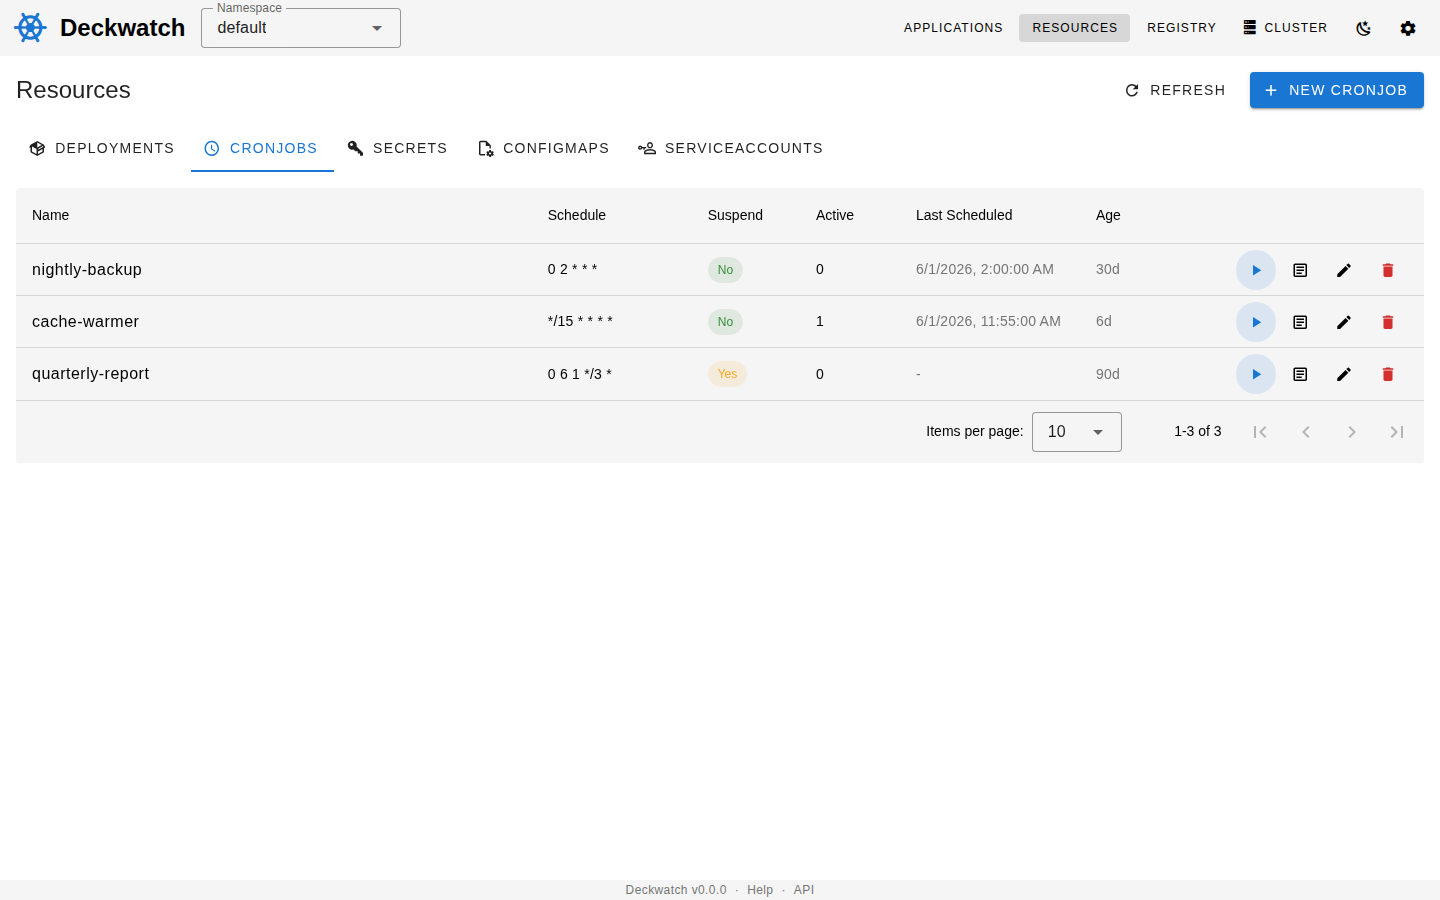 Deckwatch
Namespace
default
APPLICATIONS RESOURCES REGISTRY CLUSTER
Resources
REFRESH NEW CRONJOB
DEPLOYMENTS CRONJOBS SECRETS CONFIGMAPS SERVICEACCOUNTS
Name Schedule Suspend Active Last Scheduled Age
nightly-backup 0 2 * * * No 0 6/1/2026, 2:00:00 AM 30d
cache-warmer */15 * * * * No 1 6/1/2026, 11:55:00 AM 6d
quarterly-report 0 6 1 */3 * Yes 0 - 90d
Items per page: 10 1-3 of 3
Deckwatch v0.0.0 · Help · API